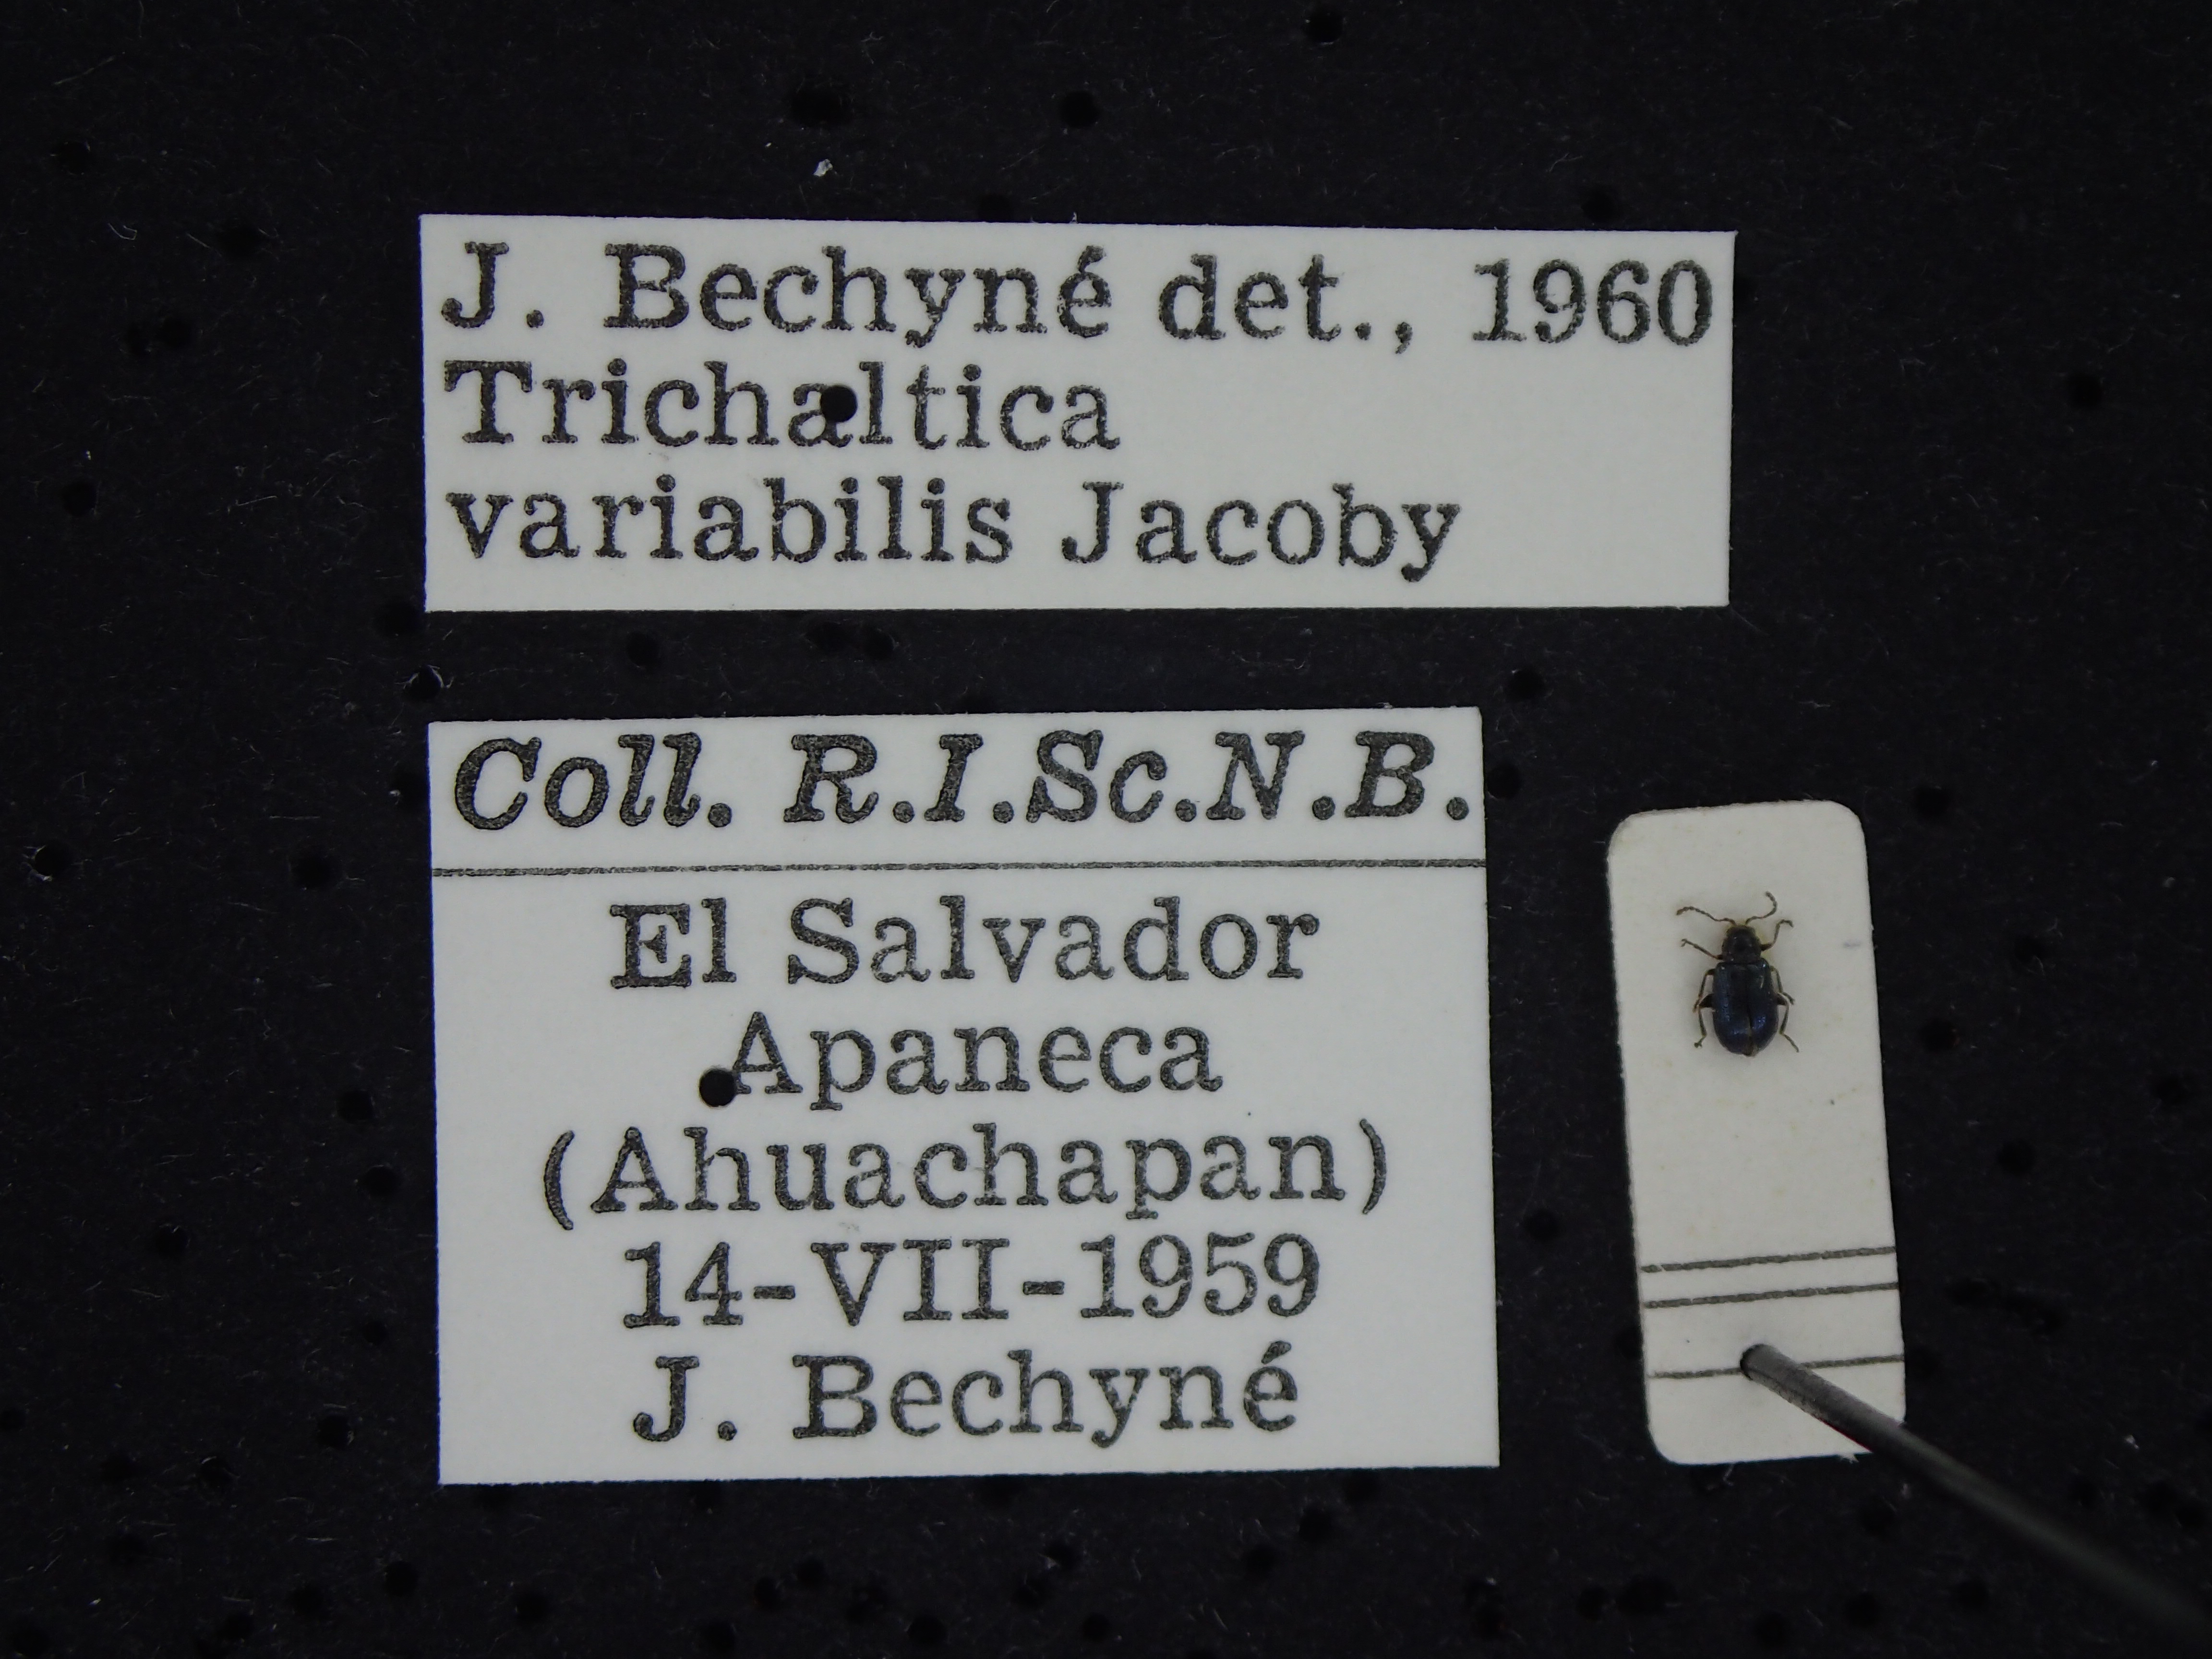 J. Bechyné det., 1960
Trichaltica
variabilis Jacoby
Coll. R.I.Sc.N.B.
El Salvador
Apaneca
(Ahuachapan)
14-VII-1959
J. Bechyné